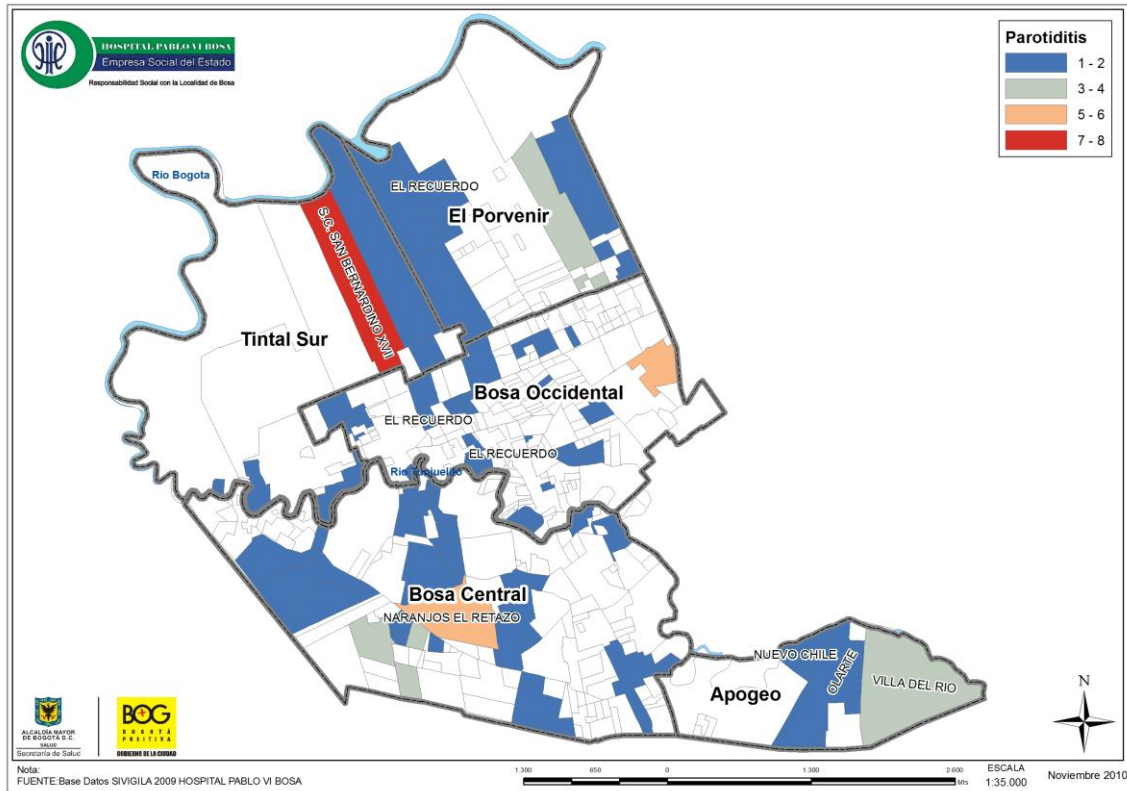 HOSPITAL PABLO VI BOSA
Empresa Social del Estado
Responsabilidad Social con la Localidad de Bosa
Parotiditis
1 - 2
3 - 4
5 - 6
7 - 8
Rio Bogota
EL RECUERDO
El Porvenir
S.C. SAN BERNARDINO XVII
Tintal Sur
Bosa Occidental
EL RECUERDO
EL RECUERDO
Rio Tunjuelito
Bosa Central
NARANJOS EL RETAZO
NUEVO CHILE
OLARTE
VILLA DEL RIO
Apogeo
N
ALCALDÍA MAYOR
DE BOGOTÁ D.C.
SALUD
Secretaría de Salud
BOG
BOGOTÁ
POSITIVA
GOBIERNO DE LA CIUDAD
Nota:
FUENTE:Base Datos SIVIGILA 2009 HOSPITAL PABLO VI BOSA
1.300 650 0 1.300 2.600
Mts
ESCALA
1:35.000
Noviembre 2010